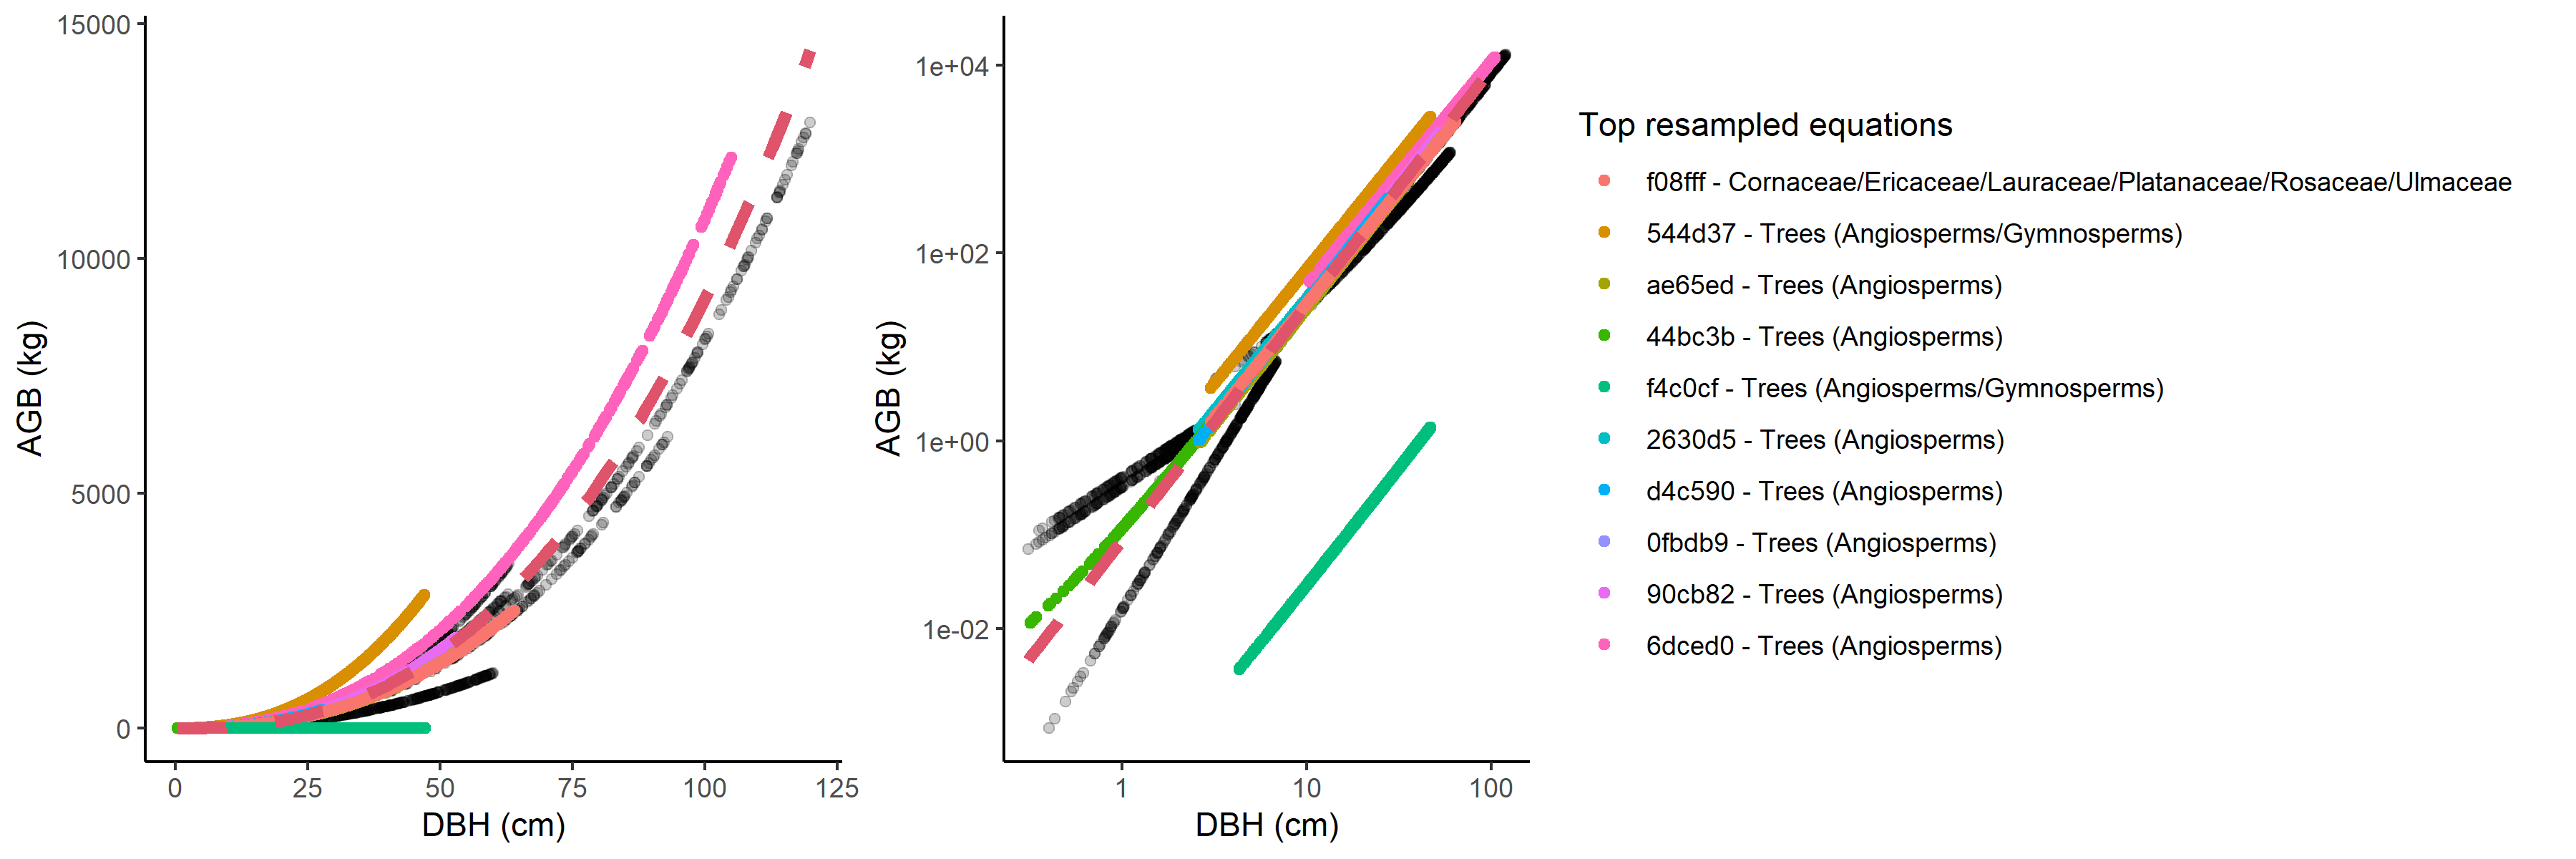 15000
10000
5000
0
AGB (kg)
0 25 50 75 100 125
DBH (cm)
1e+04
1e+02
1e+00
1e-02
AGB (kg)
1 10 100
DBH (cm)
Top resampled equations
f08fff - Cornaceae/Ericaceae/Lauraceae/Platanaceae/Rosaceae/Ulmaceae
544d37 - Trees (Angiosperms/Gymnosperms)
ae65ed - Trees (Angiosperms)
44bc3b - Trees (Angiosperms)
f4c0cf - Trees (Angiosperms/Gymnosperms)
2630d5 - Trees (Angiosperms)
d4c590 - Trees (Angiosperms)
0fbdb9 - Trees (Angiosperms)
90cb82 - Trees (Angiosperms)
6dced0 - Trees (Angiosperms)